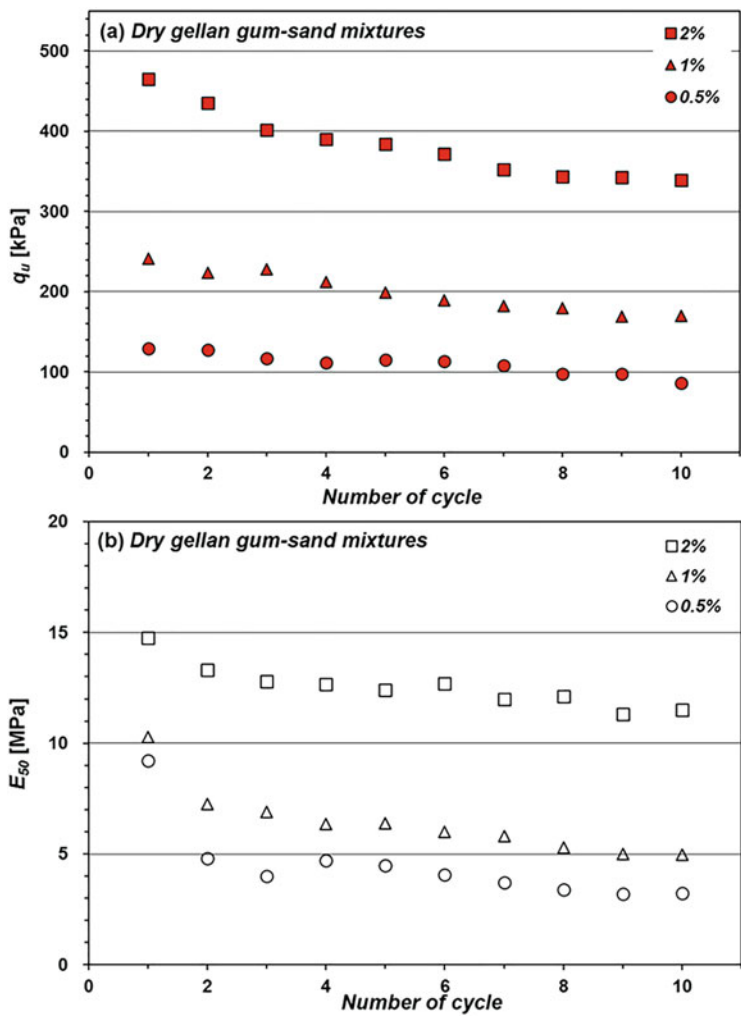 (a) Dry gellan gum-sand mixtures
2%
1%
0.5%
500
400
300
200
100
0
qu [kPa]
0 2 4 6 8 10
Number of cycle
(b) Dry gellan gum-sand mixtures
2%
1%
0.5%
20
15
10
5
0
E50 [MPa]
0 2 4 6 8 10
Number of cycle